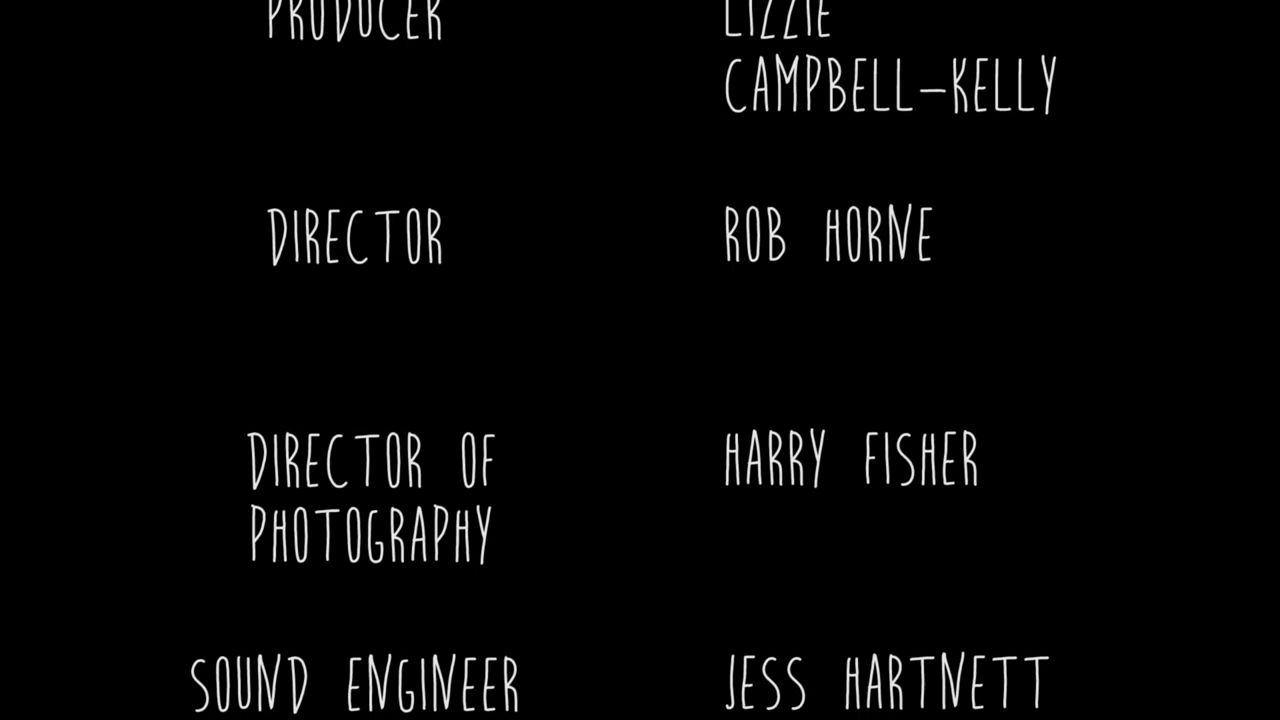 PRODUCER LIZZIE
CAMPBELL-KELLY
DIRECTOR ROB HORNE
DIRECTOR OF HARRY FISHER
PHOTOGRAPHY
SOUND ENGINEER JESS HARTNETT